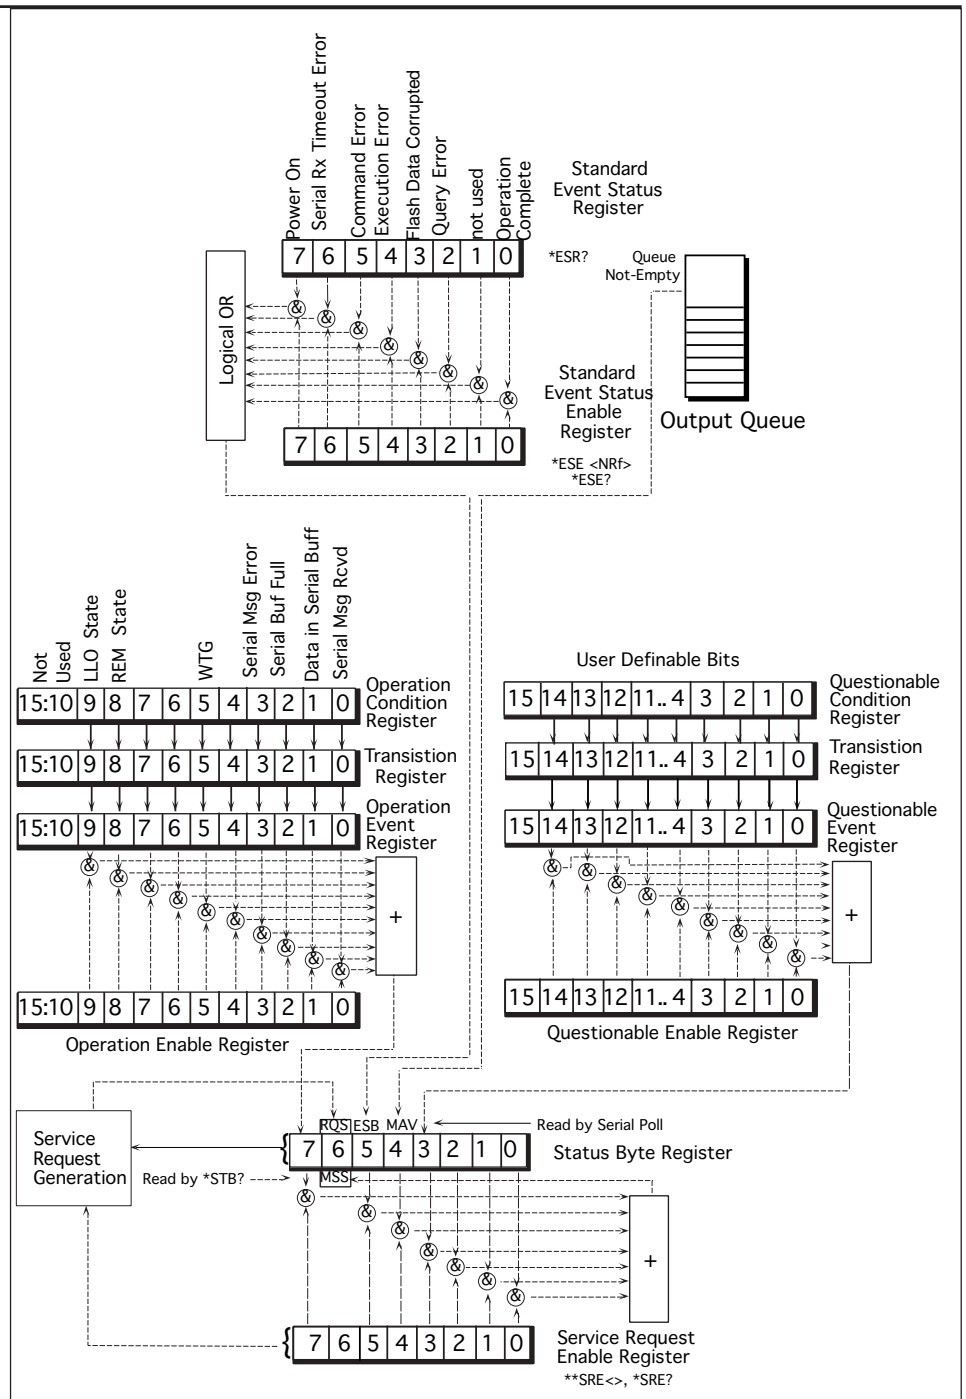 Power On
Serial Rx Timeout Error
Command Error
Execution Error
Flash Data Corrupted
Query Error
not used
Operation
Complete
Standard
Event Status
Register
7 6 5 4 3 2 1 0
*ESR?
Queue
Not-Empty
Logical OR
& & & & & & & &
Standard
Event Status
Enable
Register
Output Queue
7 6 5 4 3 2 1 0
*ESE <NRf>
*ESE?
Not
Used
LLO State
REM State
WTG
Serial Msg Error
Serial Buf Full
Data in Serial Buff
Serial Msg Rcvd
15:10 9 8 7 6 5 4 3 2 1 0
Operation
Condition
Register
15:10 9 8 7 6 5 4 3 2 1 0
Transistion
Register
15:10 9 8 7 6 5 4 3 2 1 0
Operation
Event
Register
& & & & & & & & & &
+
15:10 9 8 7 6 5 4 3 2 1 0
Operation Enable Register
User Definable Bits
15 14 13 12 11.. 4 3 2 1 0
Questionable
Condition
Register
15 14 13 12 11.. 4 3 2 1 0
Transistion
Register
15 14 13 12 11.. 4 3 2 1 0
Questionable
Event
Register
& & & & & & & & &
+
15 14 13 12 11.. 4 3 2 1 0
Questionable Enable Register
RQS ESB MAV
Read by Serial Poll
Service
Request
Generation
{ 7 6 5 4 3 2 1 0
Status Byte Register
Read by *STB?
MSS
& & & & & & &
+
{ 7 6 5 4 3 2 1 0
Service Request
Enable Register
**SRE<>, *SRE?